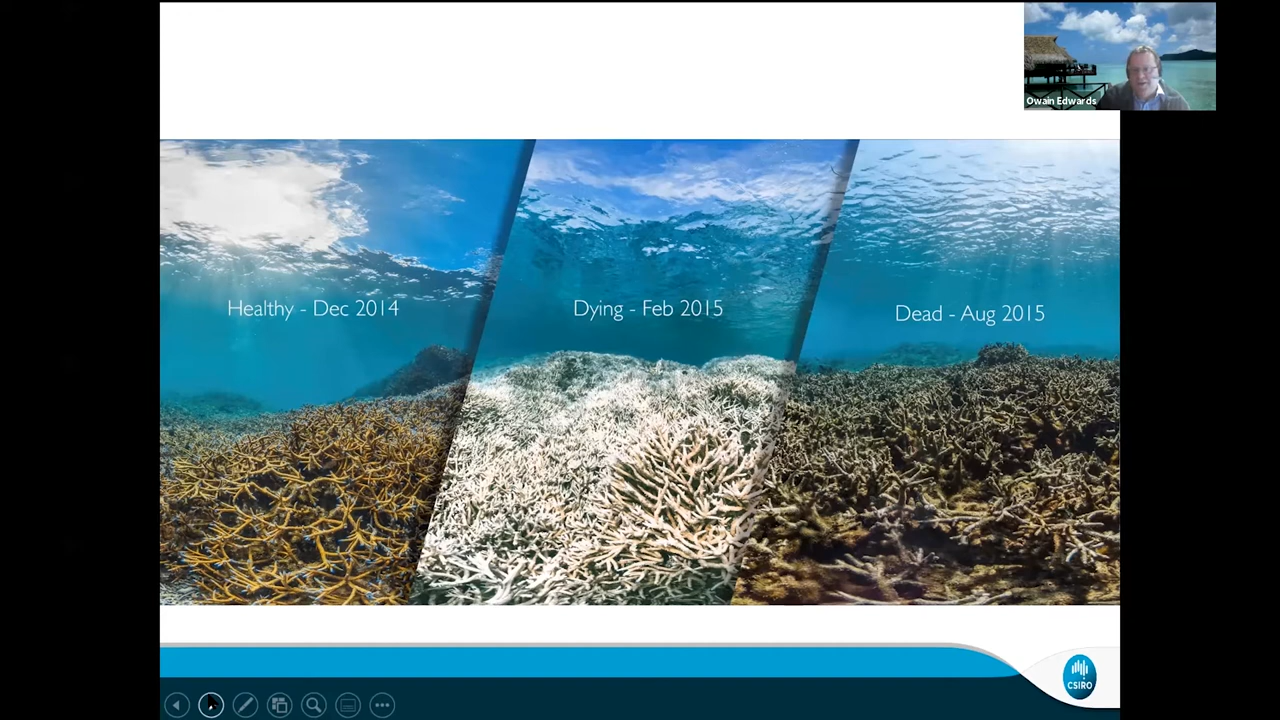 Owain Edwards
Healthy - Dec 2014
Dying - Feb 2015
Dead - Aug 2015
CSIRO